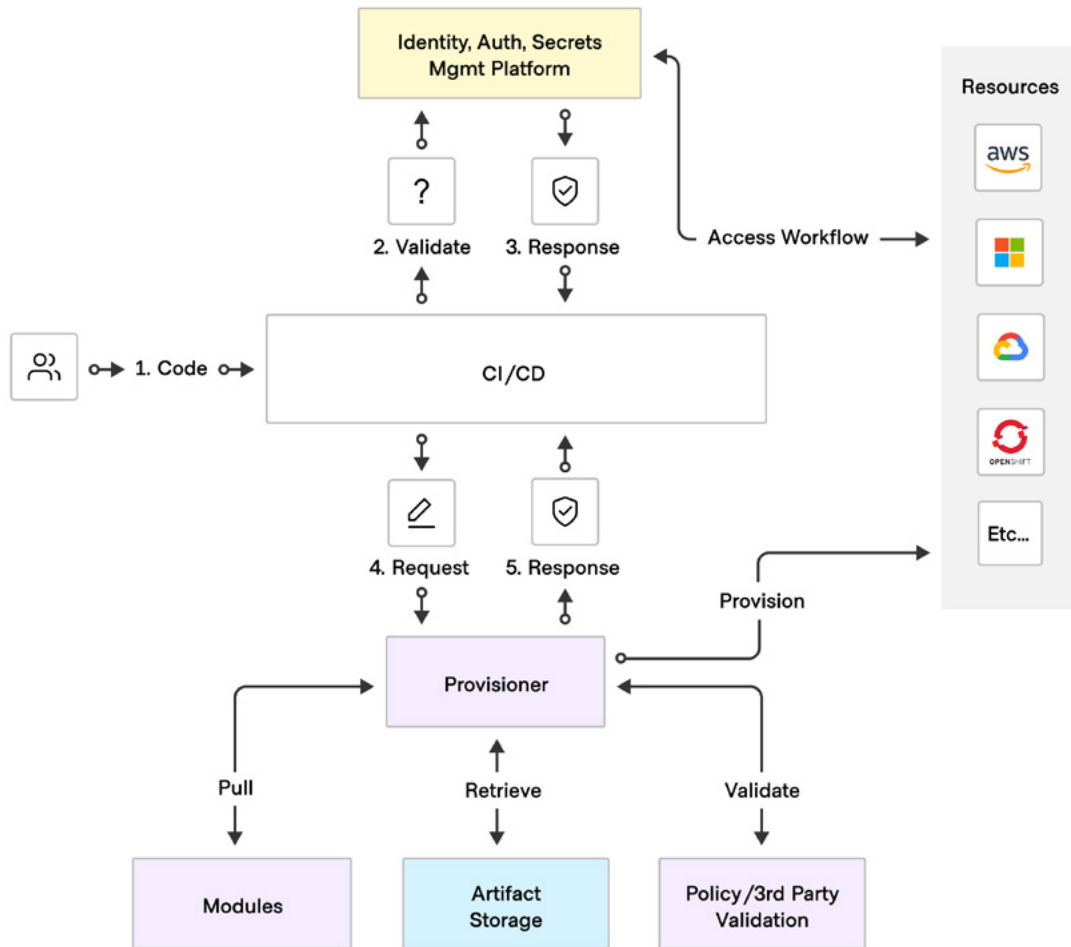 Identity, Auth, Secrets
Mgmt Platform
Resources
aws
?
2. Validate
3. Response
Access Workflow
1. Code
CI/CD
OPENSHIFT
4. Request
5. Response
Etc...
Provision
Provisioner
Pull
Retrieve
Validate
Modules
Artifact
Storage
Policy/3rd Party
Validation